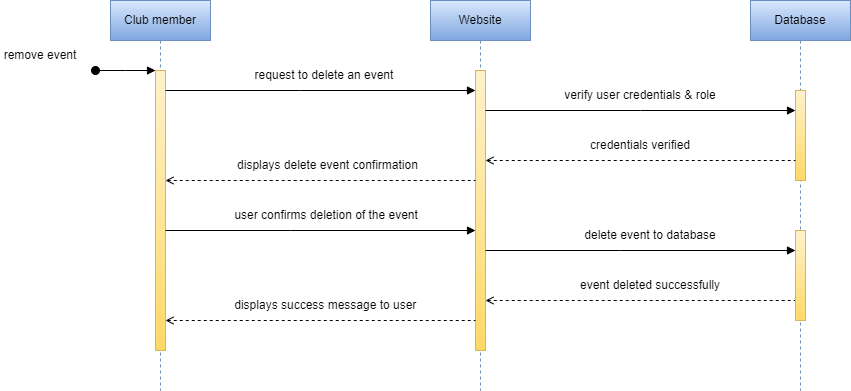 Club member
Website
Database
remove event
request to delete an event
verify user credentials & role
credentials verified
displays delete event confirmation
user confirms deletion of the event
delete event to database
event deleted successfully
displays success message to user